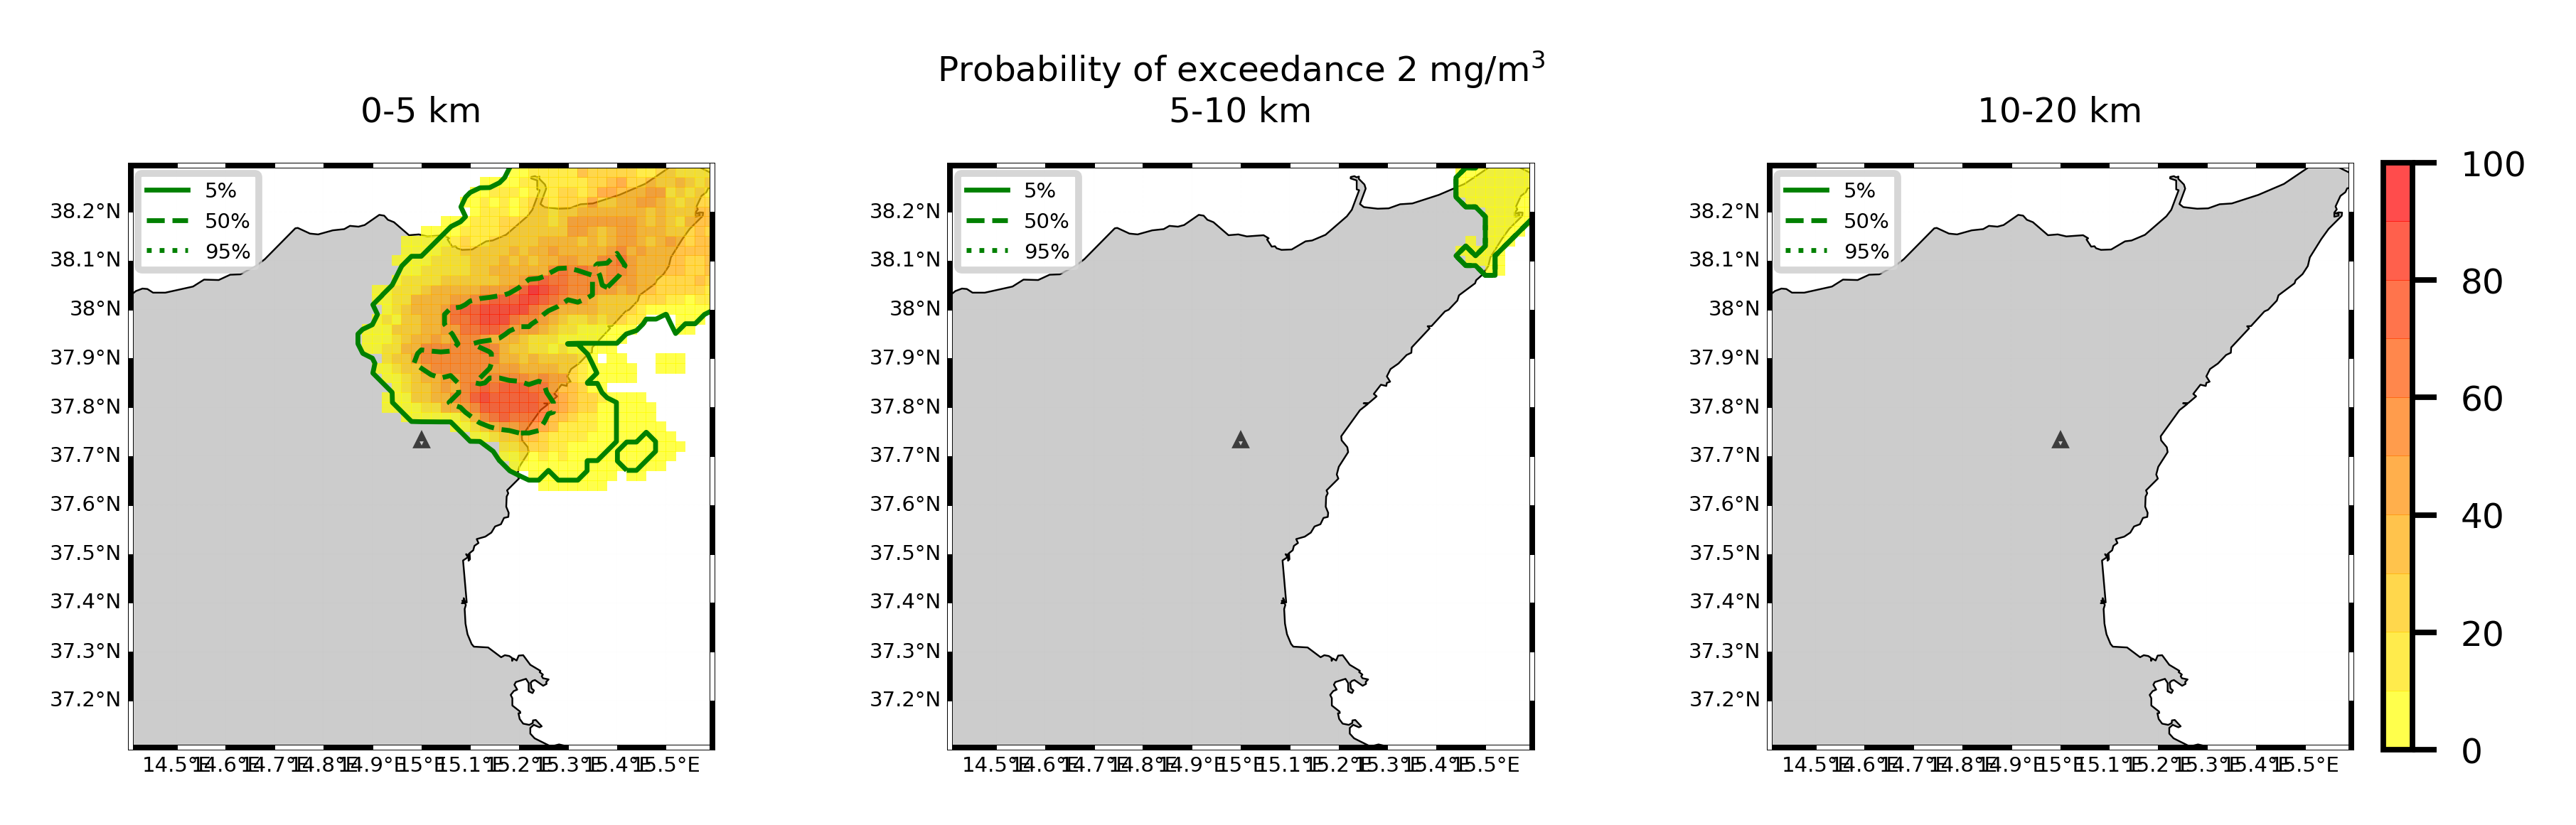 Probability of exceedance 2 mg/m³
0-5 km
5-10 km
10-20 km
5%
50%
95%
38.2°N
38.1°N
38°N
37.9°N
37.8°N
37.7°N
37.6°N
37.5°N
37.4°N
37.3°N
37.2°N
14.5°E 14.6°E 14.7°E 14.8°E 14.9°E 15°E 15.1°E 15.2°E 15.3°E 15.4°E 15.5°E
5%
50%
95%
38.2°N
38.1°N
38°N
37.9°N
37.8°N
37.7°N
37.6°N
37.5°N
37.4°N
37.3°N
37.2°N
14.5°E 14.6°E 14.7°E 14.8°E 14.9°E 15°E 15.1°E 15.2°E 15.3°E 15.4°E 15.5°E
5%
50%
95%
38.2°N
38.1°N
38°N
37.9°N
37.8°N
37.7°N
37.6°N
37.5°N
37.4°N
37.3°N
37.2°N
14.5°E 14.6°E 14.7°E 14.8°E 14.9°E 15°E 15.1°E 15.2°E 15.3°E 15.4°E 15.5°E
100
80
60
40
20
0